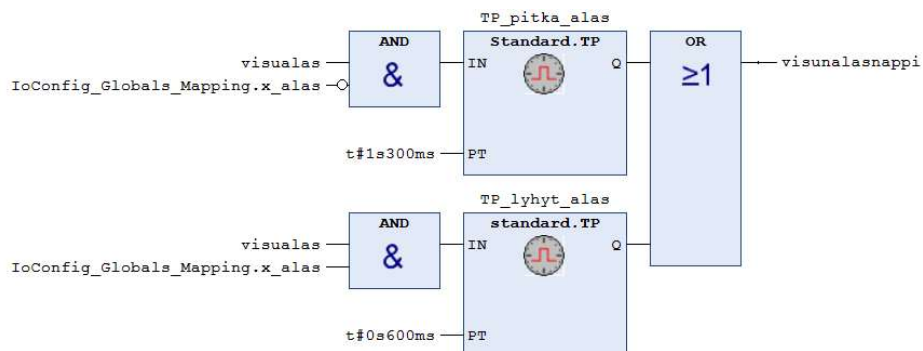 TP_pitka_alas
AND
Standard.TP
OR
visualas
&
IN
Q
≥1
visunalasnappi
IoConfig_Globals_Mapping.x_alas
t#1s300ms
PT
TP_lyhyt_alas
AND
standard.TP
visualas
&
IN
Q
IoConfig_Globals_Mapping.x_alas
t#0s600ms
PT